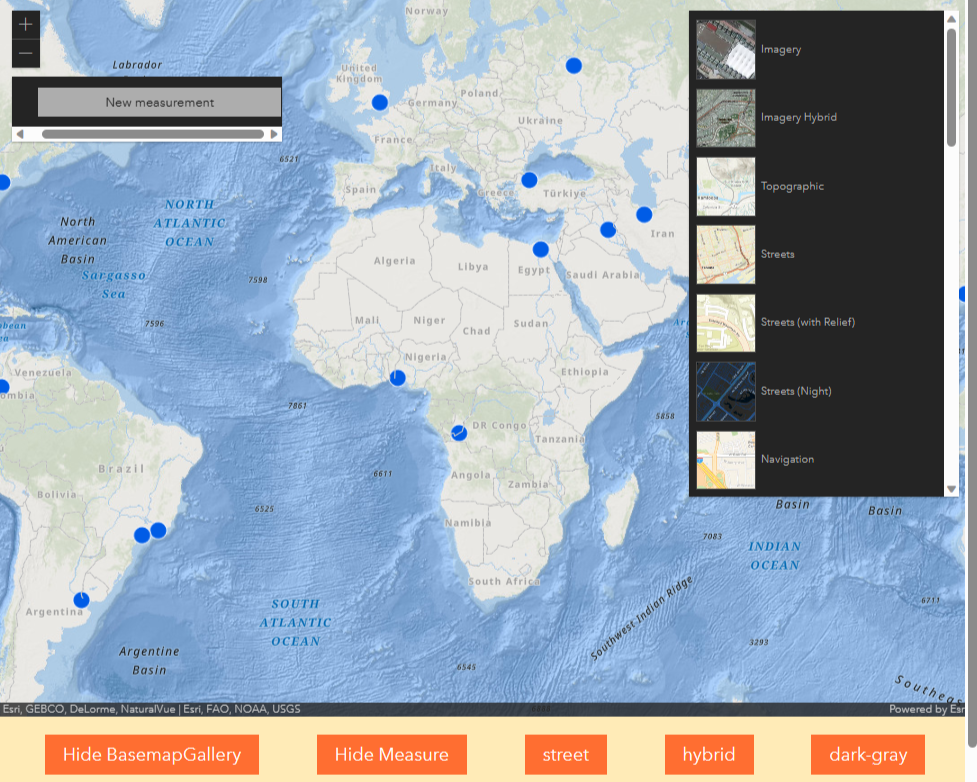 Norway
Labrador
United
Kingdom
Poland
Germany
Ukraine
France
6521
Italy
Spain
Greece
Türkiye
Iran
NORTH
ATLANTIC
OCEAN
North
American
Basin
Sargasso
Sea
7598
7596
Algeria
Libya
Egypt
Saudi Arabia
Mali
Niger
Chad
Sudan
Nigeria
Ethiopia
Venezuela
7861
5858
DR Congo
Tanzania
Brazil
6611
Angola
Zambia
Bolivia
6525
Namibia
7083
Basin
Basin
INDIAN
OCEAN
South Africa
SOUTH
ATLANTIC
OCEAN
Argentina
Southwest Indian Ridge
6711
3293
Argentine
Basin
6545
+
−
New measurement
Imagery
Imagery Hybrid
Topographic
Streets
Streets (with Relief)
Streets (Night)
Navigation
Esri, GEBCO, DeLorme, NaturalVue | Esri, FAO, NOAA, USGS
Powered by Esr
Hide BasemapGallery
Hide Measure
street
hybrid
dark-gray